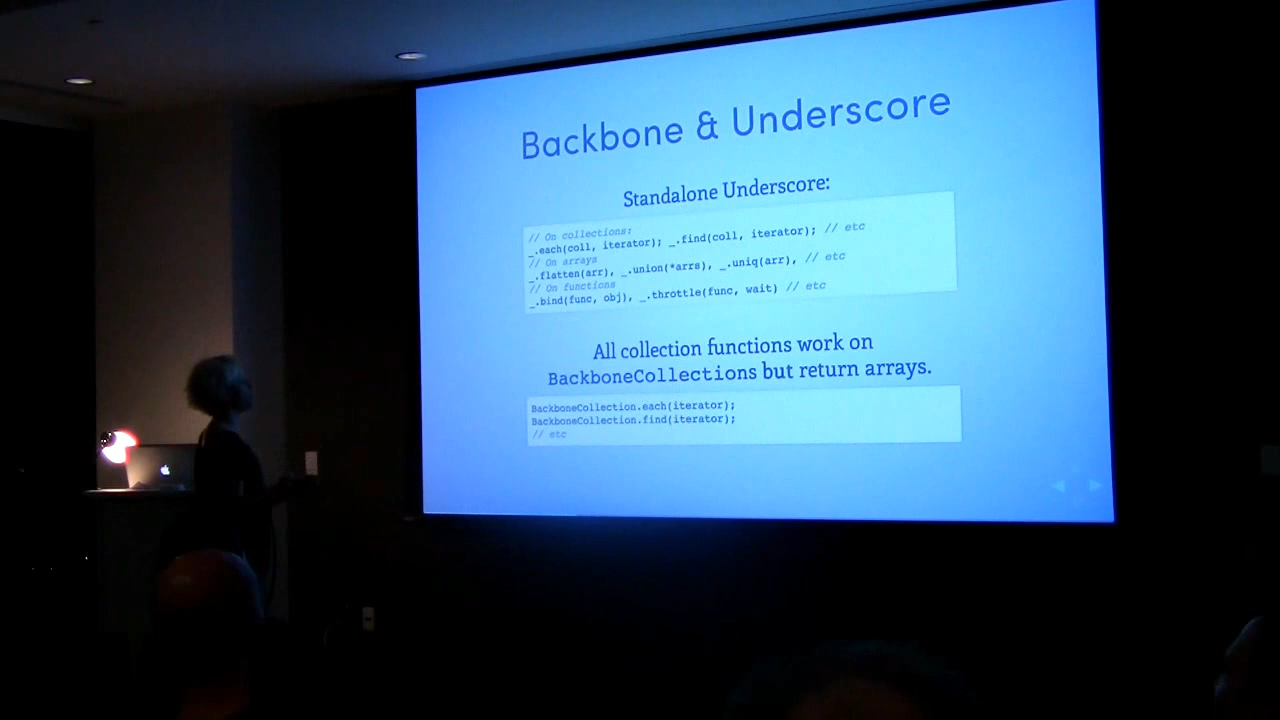 Backbone & Underscore
Standalone Underscore:
// On collections:
_.each(coll, iterator); _.find(coll, iterator); // etc
// On arrays
_.flatten(arr), _.union(*arrs), _.uniq(arr), // etc
// On functions
_.bind(func, obj), _.throttle(func, wait) // etc
All collection functions work on
BackboneCollections but return arrays.
BackboneCollection.each(iterator);
BackboneCollection.find(iterator);
// etc